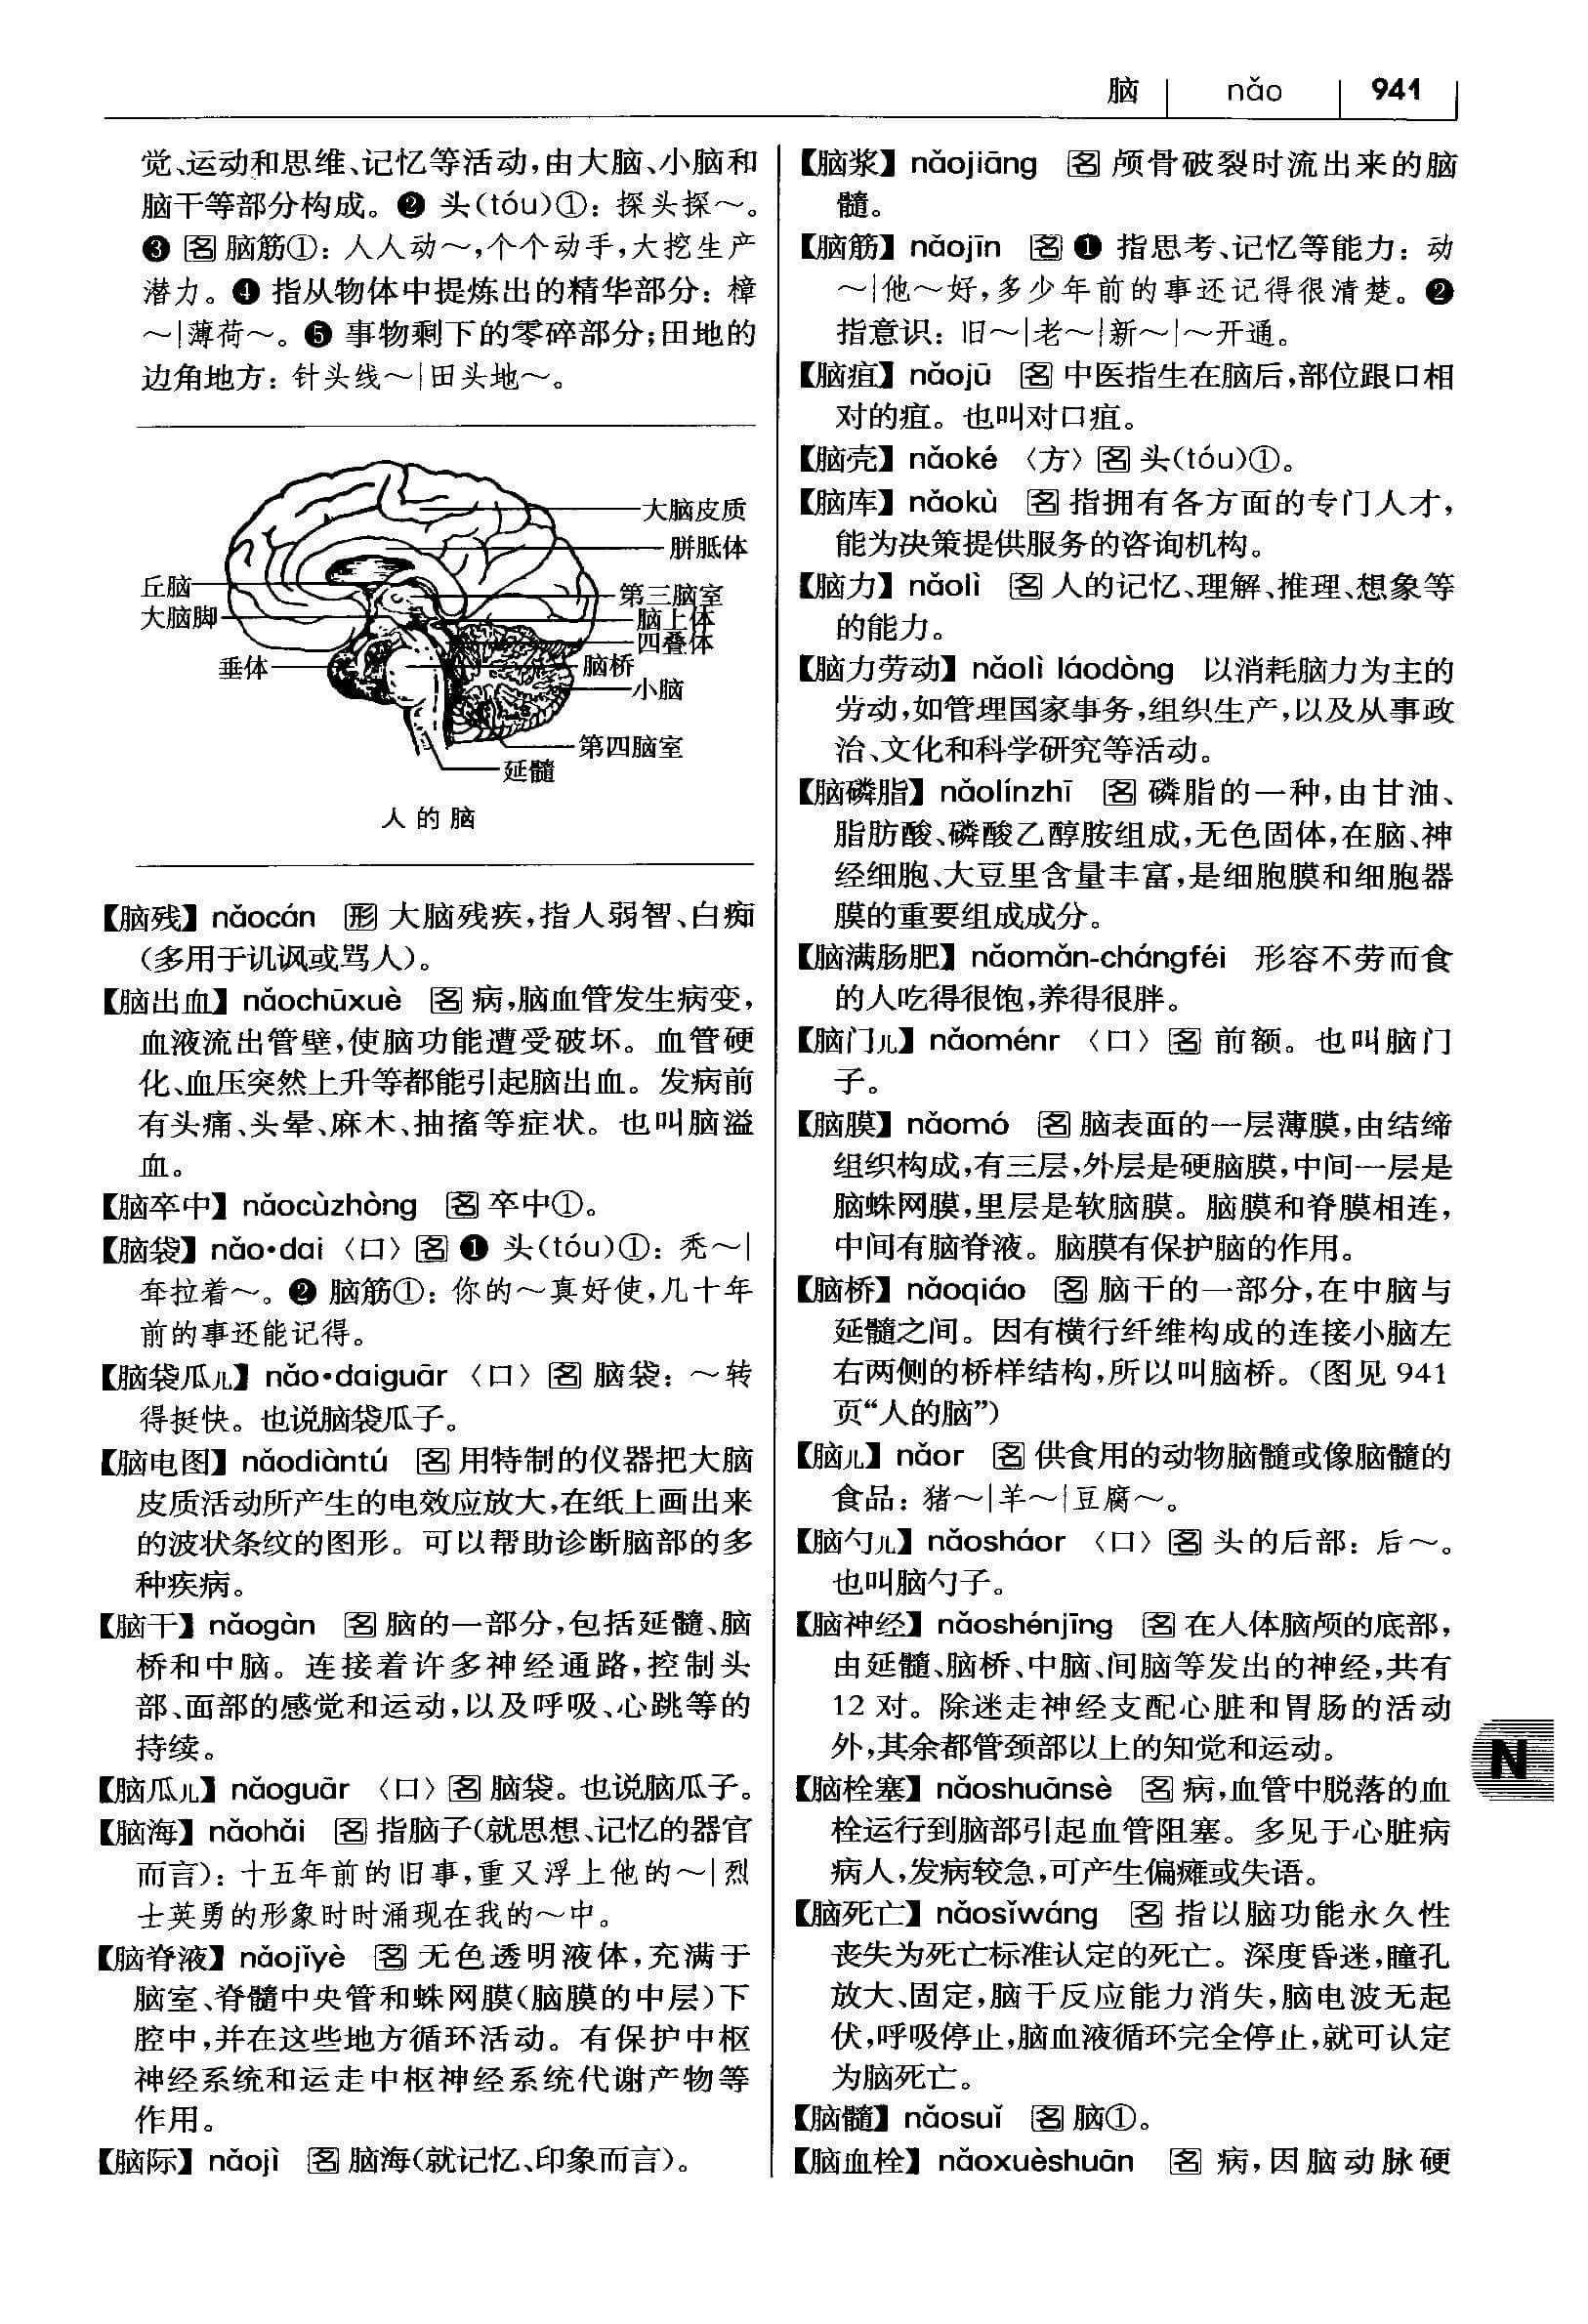 脑 nǎo 941
觉、运动和思维、记忆等活动,由大脑、小脑和
脑干等部分构成。❷ 头(tóu)①: 探头探～。
❸ 名 脑筋①: 人人动～,个个动手,大挖生产
潜力。❹ 指从物体中提炼出的精华部分: 樟
～|薄荷～。❺ 事物剩下的零碎部分;田地的
边角地方: 针头线～|田头地～。
大脑皮质
胼胝体
丘脑
第三脑室
大脑脚
脑上体
四叠体
垂体
脑桥
小脑
第四脑室
延髓
人的脑
【脑残】 nǎocán 形 大脑残疾,指人弱智、白痴
(多用于讥讽或骂人)。
【脑出血】 nǎochūxuè 名 病,脑血管发生病变,
血液流出管壁,使脑功能遭受破坏。血管硬
化、血压突然上升等都能引起脑出血。发病前
有头痛、头晕、麻木、抽搐等症状。也叫脑溢
血。
【脑卒中】 nǎocùzhòng 名 卒中①。
【脑袋】 nǎo•dai 〈口〉 名 ❶ 头(tóu)①: 秃～|
耷拉着～。❷ 脑筋①: 你的～真好使,几十年
前的事还能记得。
【脑袋瓜儿】 nǎo•daiguār 〈口〉 名 脑袋: ～转
得挺快。也说脑袋瓜子。
【脑电图】 nǎodiàntú 名 用特制的仪器把大脑
皮质活动所产生的电效应放大,在纸上画出来
的波状条纹的图形。可以帮助诊断脑部的多
种疾病。
【脑干】 nǎogàn 名 脑的一部分,包括延髓、脑
桥和中脑。连接着许多神经通路,控制头
部、面部的感觉和运动,以及呼吸、心跳等的
持续。
【脑瓜儿】 nǎoguār 〈口〉 名 脑袋。也说脑瓜子。
【脑海】 nǎohǎi 名 指脑子(就思想、记忆的器官
而言): 十五年前的旧事,重又浮上他的～|烈
士英勇的形象时时涌现在我的～中。
【脑脊液】 nǎojǐyè 名 无色透明液体,充满于
脑室、脊髓中央管和蛛网膜(脑膜的中层)下
腔中,并在这些地方循环活动。有保护中枢
神经系统和运走中枢神经系统代谢产物等
作用。
【脑际】 nǎojì 名 脑海(就记忆、印象而言)。
【脑浆】 nǎojiāng 名 颅骨破裂时流出来的脑
髓。
【脑筋】 nǎojīn 名 ❶ 指思考、记忆等能力: 动
～|他～好,多少年前的事还记得很清楚。❷
指意识: 旧～|老～|新～|～开通。
【脑疽】 nǎojū 名 中医指生在脑后,部位跟口相
对的疽。也叫对口疽。
【脑壳】 nǎoké 〈方〉 名 头(tóu)①。
【脑库】 nǎokù 名 指拥有各方面的专门人才,
能为决策提供服务的咨询机构。
【脑力】 nǎolì 名 人的记忆、理解、推理、想象等
的能力。
【脑力劳动】 nǎolì láodòng 以消耗脑力为主的
劳动,如管理国家事务,组织生产,以及从事政
治、文化和科学研究等活动。
【脑磷脂】 nǎolínzhī 名 磷脂的一种,由甘油、
脂肪酸、磷酸乙醇胺组成,无色固体,在脑、神
经细胞、大豆里含量丰富,是细胞膜和细胞器
膜的重要组成成分。
【脑满肠肥】 nǎomǎn-chángféi 形容不劳而食
的人吃得很饱,养得很胖。
【脑门儿】 nǎoménr 〈口〉 名 前额。也叫脑门
子。
【脑膜】 nǎomó 名 脑表面的一层薄膜,由结缔
组织构成,有三层,外层是硬脑膜,中间一层是
脑蛛网膜,里层是软脑膜。脑膜和脊膜相连,
中间有脑脊液。脑膜有保护脑的作用。
【脑桥】 nǎoqiáo 名 脑干的一部分,在中脑与
延髓之间。因有横行纤维构成的连接小脑左
右两侧的桥样结构,所以叫脑桥。(图见 941
页“人的脑”)
【脑儿】 nǎor 名 供食用的动物脑髓或像脑髓的
食品: 猪～|羊～|豆腐～。
【脑勺儿】 nǎosháor 〈口〉 名 头的后部: 后～。
也叫脑勺子。
【脑神经】 nǎoshénjīng 名 在人体脑颅的底部,
由延髓、脑桥、中脑、间脑等发出的神经,共有
12 对。除迷走神经支配心脏和胃肠的活动
外,其余都管颈部以上的知觉和运动。
【脑栓塞】 nǎoshuānsè 名 病,血管中脱落的血
栓运行到脑部引起血管阻塞。多见于心脏病
病人,发病较急,可产生偏瘫或失语。
【脑死亡】 nǎosǐwáng 名 指以脑功能永久性
丧失为死亡标准认定的死亡。深度昏迷,瞳孔
放大、固定,脑干反应能力消失,脑电波无起
伏,呼吸停止,脑血液循环完全停止,就可认定
为脑死亡。
【脑髓】 nǎosuǐ 名 脑①。
【脑血栓】 nǎoxuèshuān 名 病,因脑动脉硬
N